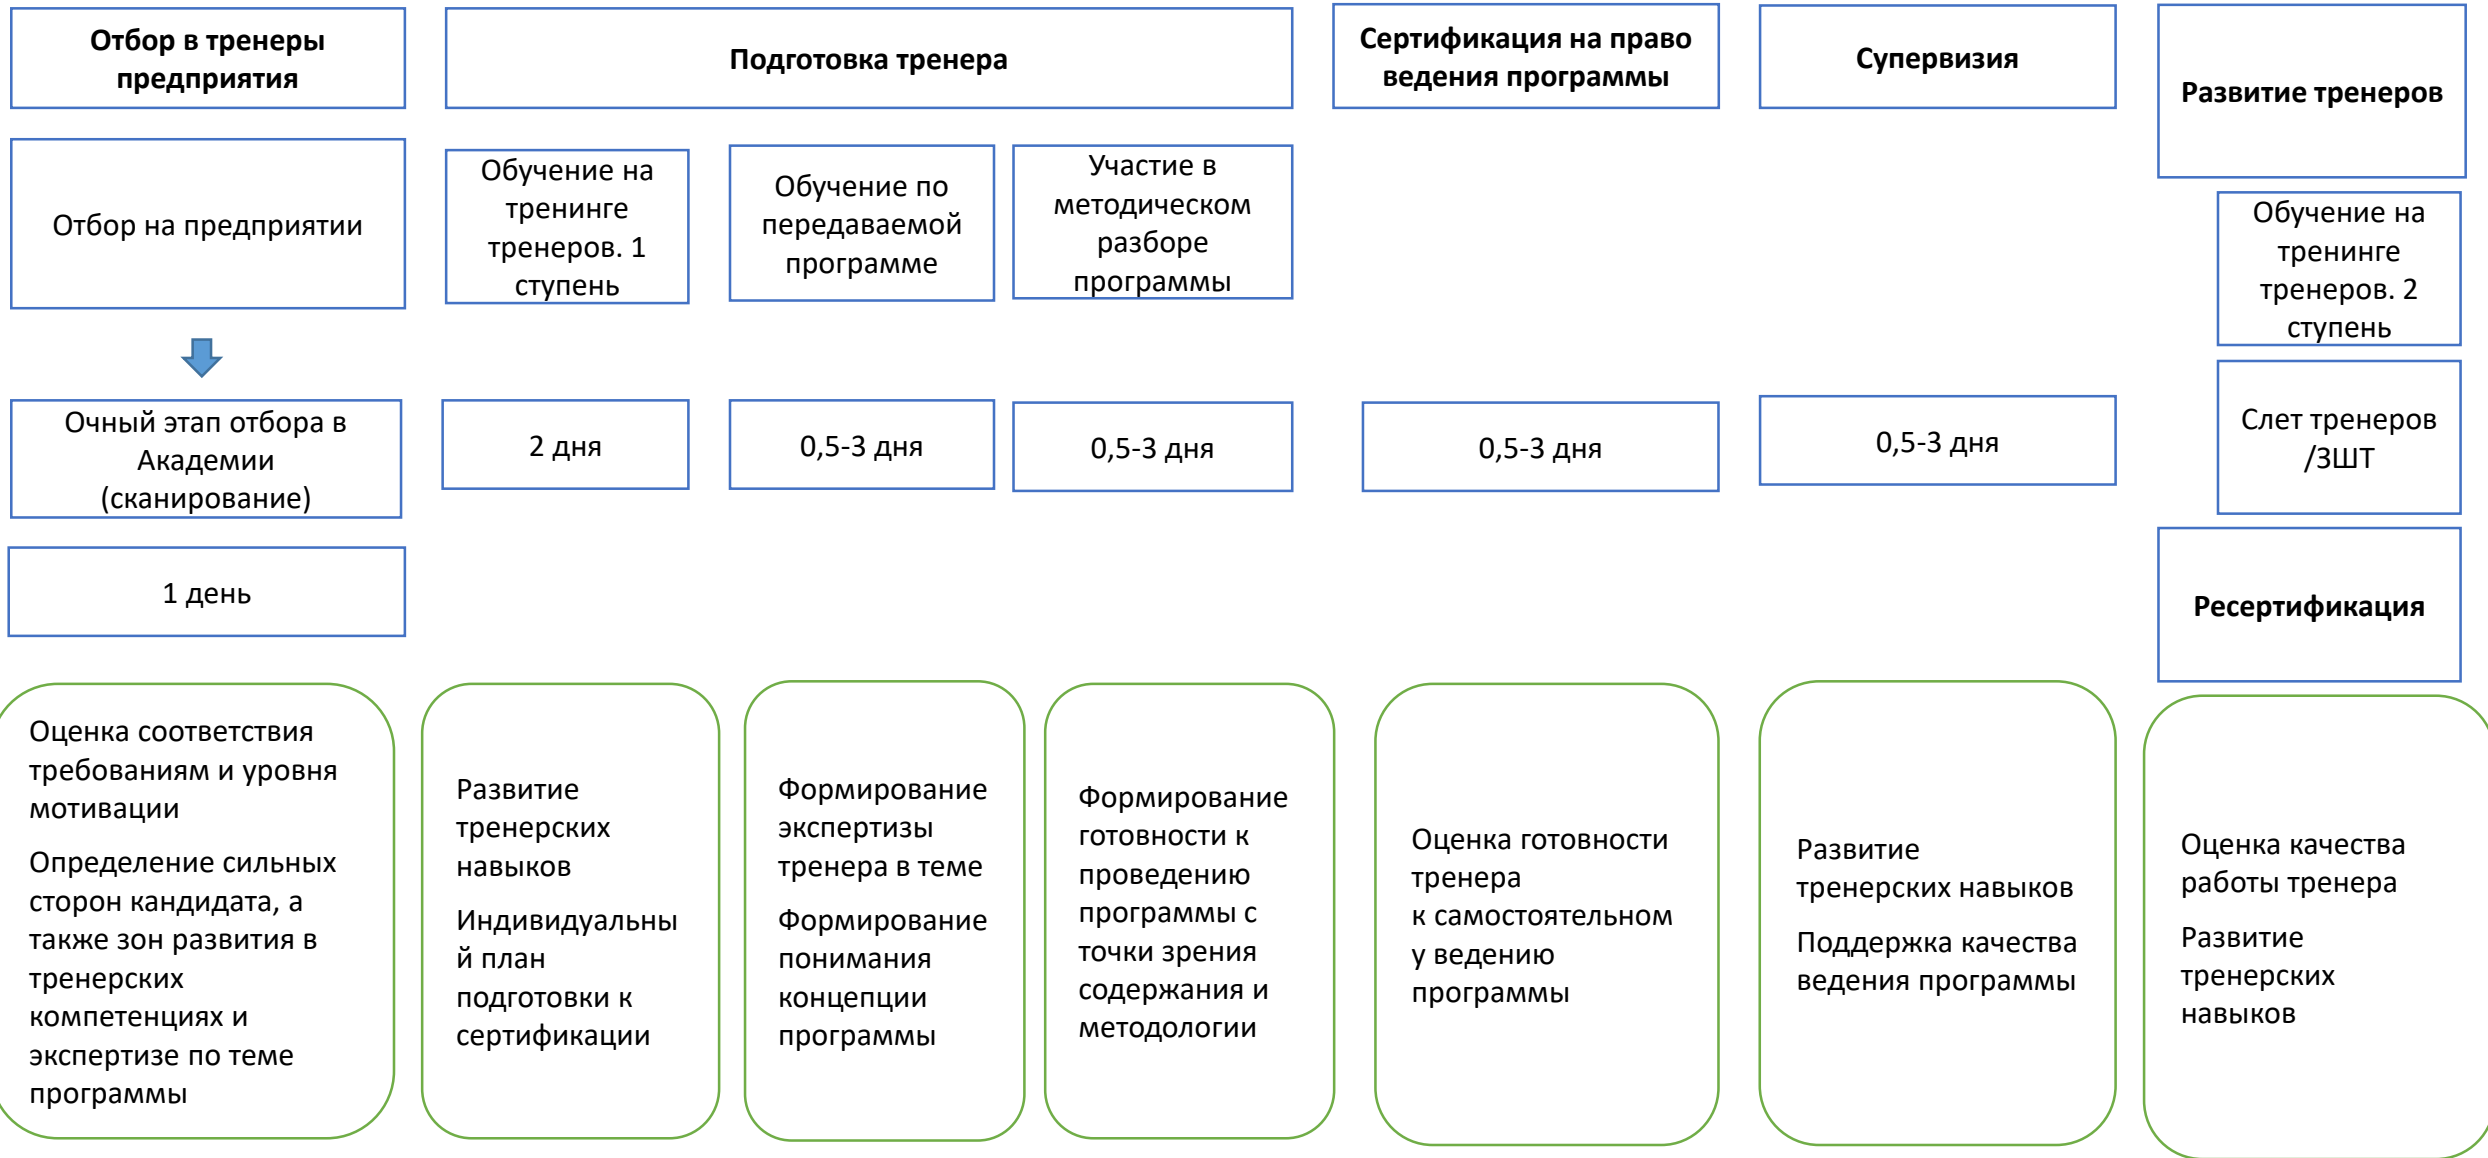 Отбор в тренеры
предприятия
Подготовка тренера
Сертификация на право
ведения программы
Супервизия
Развитие тренеров
Отбор на предприятии
Обучение на
тренинге
тренеров. 1
ступень
Обучение по
передаваемой
программе
Участие в
методическом
разборе
программы
Обучение на
тренинге
тренеров. 2
ступень
Очный этап отбора в
Академии
(сканирование)
2 дня
0,5-3 дня
0,5-3 дня
0,5-3 дня
0,5-3 дня
Слет тренеров
/ЗШТ
1 день
Ресертификация
Оценка соответствия
требованиям и уровня
мотивации
Определение сильных
сторон кандидата, а
также зон развития в
тренерских
компетенциях и
экспертизе по теме
программы
Развитие
тренерских
навыков
Индивидуальны
й план
подготовки к
сертификации
Формирование
экспертизы
тренера в теме
Формирование
понимания
концепции
программы
Формирование
готовности к
проведению
программы с
точки зрения
содержания и
методологии
Оценка готовности
тренера
к самостоятельном
у ведению
программы
Развитие
тренерских навыков
Поддержка качества
ведения программы
Оценка качества
работы тренера
Развитие
тренерских
навыков